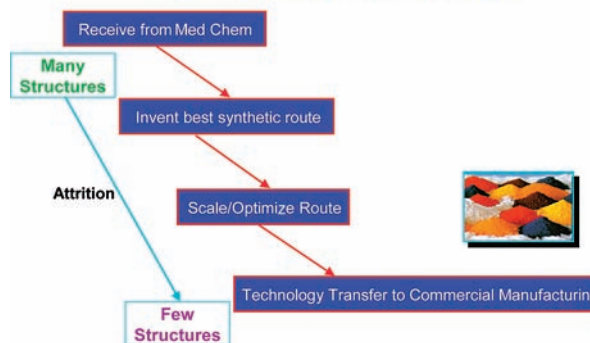 Receive from Med Chem
Many
Structures
Invent best synthetic route
Attrition
Scale/Optimize Route
Technology Transfer to Commercial Manufacturin
Few
Structures